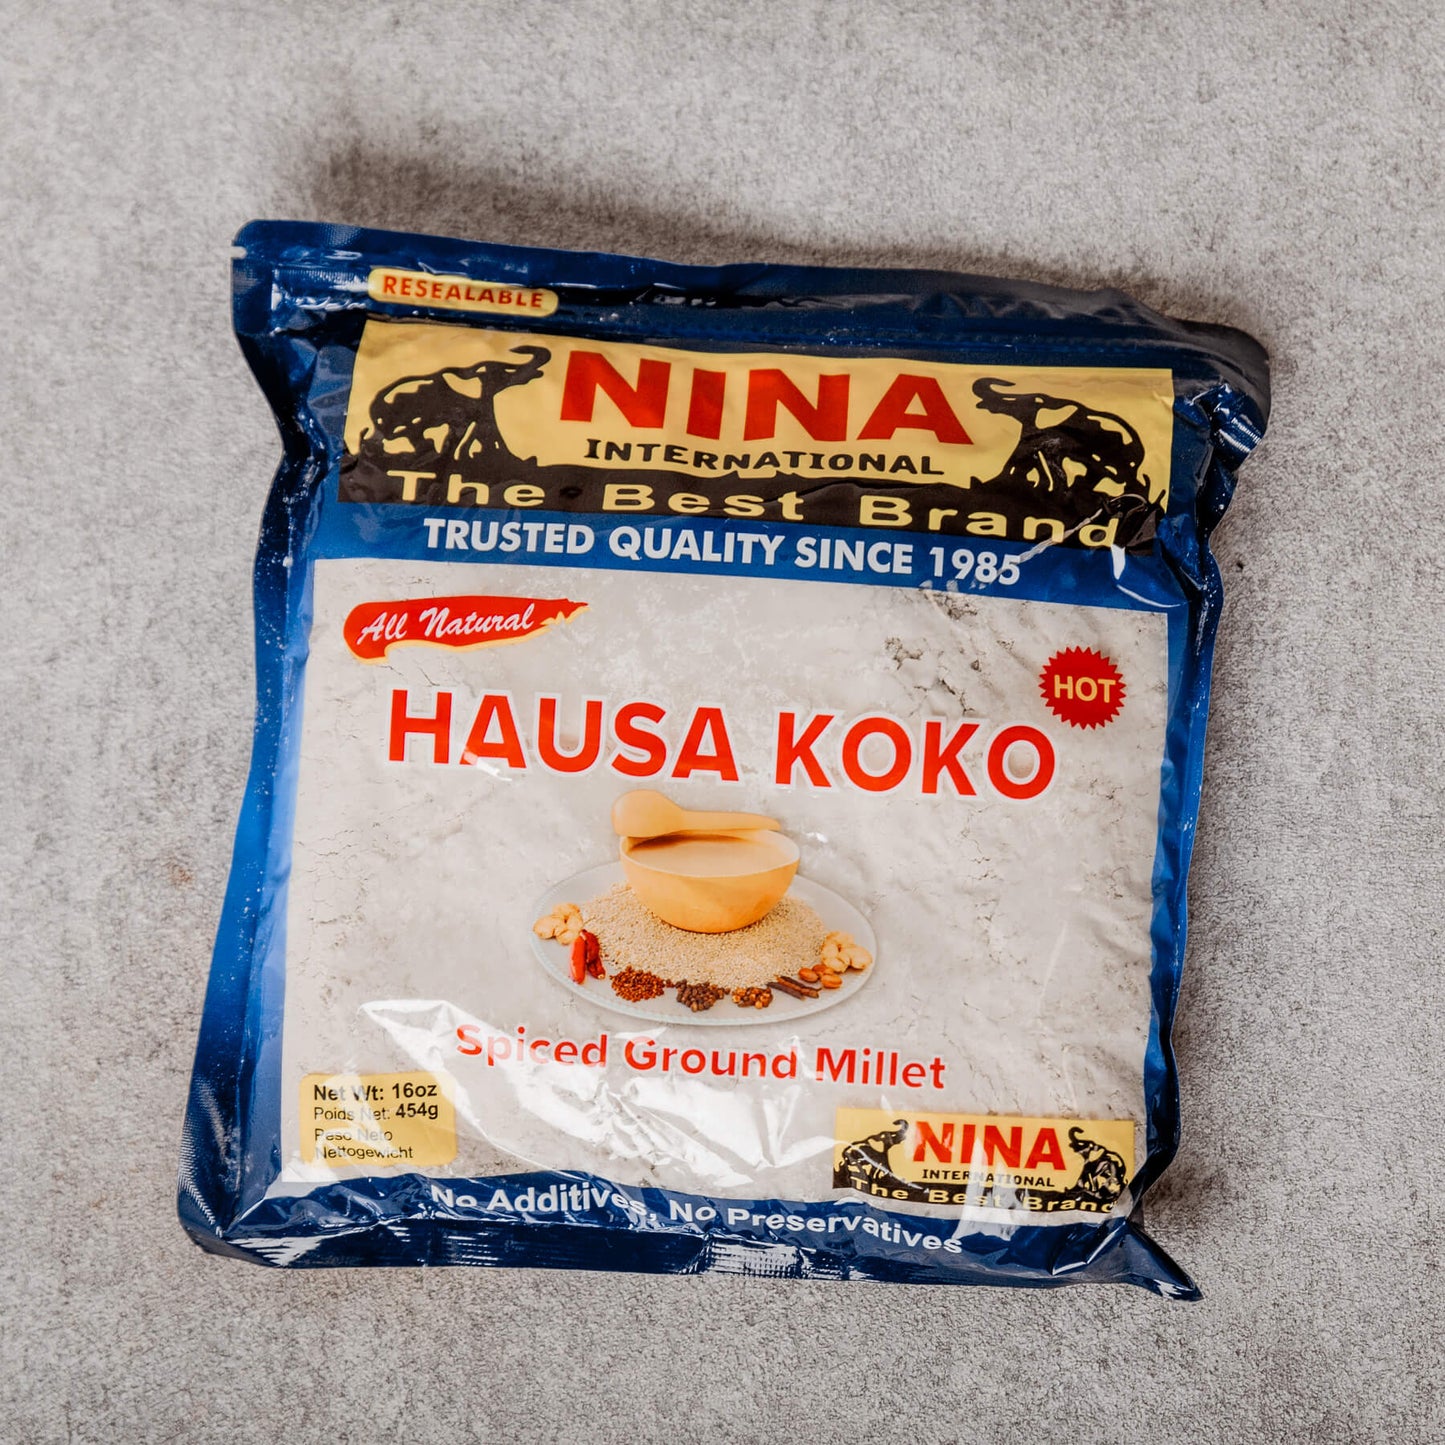 RESEALABLE
NINA
INTERNATIONAL
The Best Brand
TRUSTED QUALITY SINCE 1985
All Natural
HOT
HAUSA KOKO
Spiced Ground Millet
Net Wt: 16oz
Poids Net: 454g
Peso Neto
Nettogewicht
NINA
INTERNATIONAL
The Best Brand
No Additives, No Preservatives